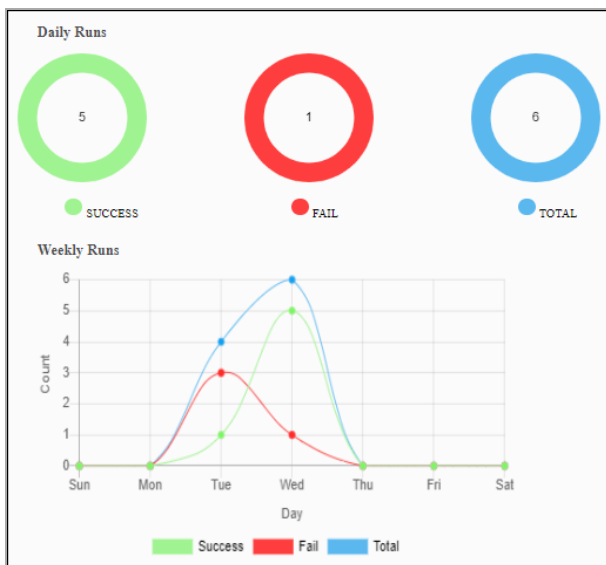 Daily Runs
5 1 6
SUCCESS FAIL TOTAL
Weekly Runs
6
5
4
3
2
1
0
Count
Sun Mon Tue Wed Thu Fri Sat
Day
Success Fail Total